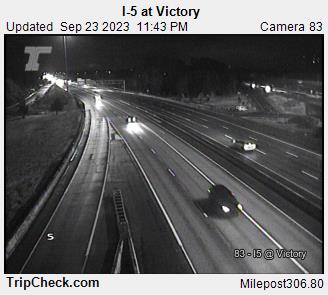 I-5 at Victory
Updated Sep 23 2023 11:43 PM Camera 83
S
83 - I5 @ Victory
TripCheck.com Milepost306.80